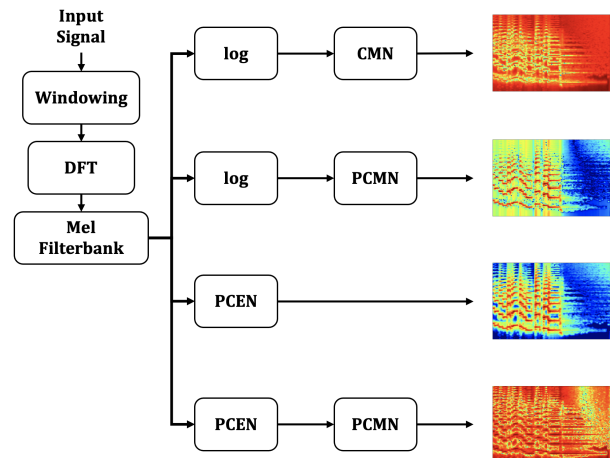 Input
Signal
Windowing
DFT
Mel
Filterbank
log
CMN
log
PCMN
PCEN
PCEN
PCMN